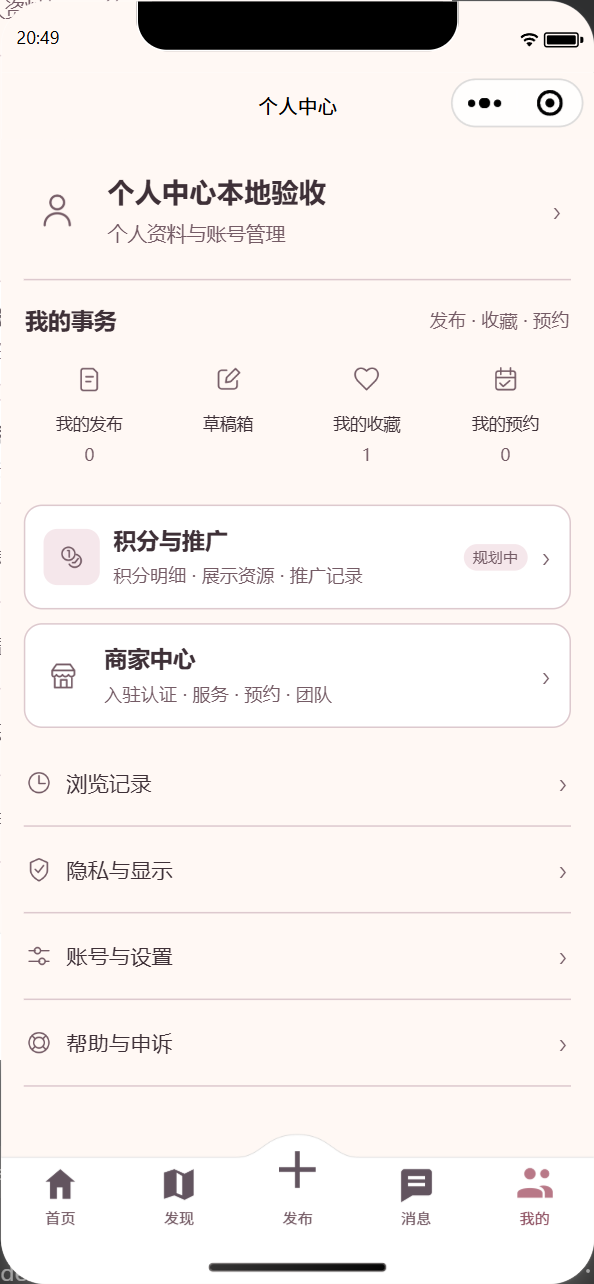 20:49
个人中心
个人中心本地验收
个人资料与账号管理
我的事务
发布 · 收藏 · 预约
我的发布 草稿箱 我的收藏 我的预约
0 1 0
积分与推广
积分明细 · 展示资源 · 推广记录
规划中
商家中心
入驻认证 · 服务 · 预约 · 团队
浏览记录
隐私与显示
账号与设置
帮助与申诉
首页 发现 发布 消息 我的